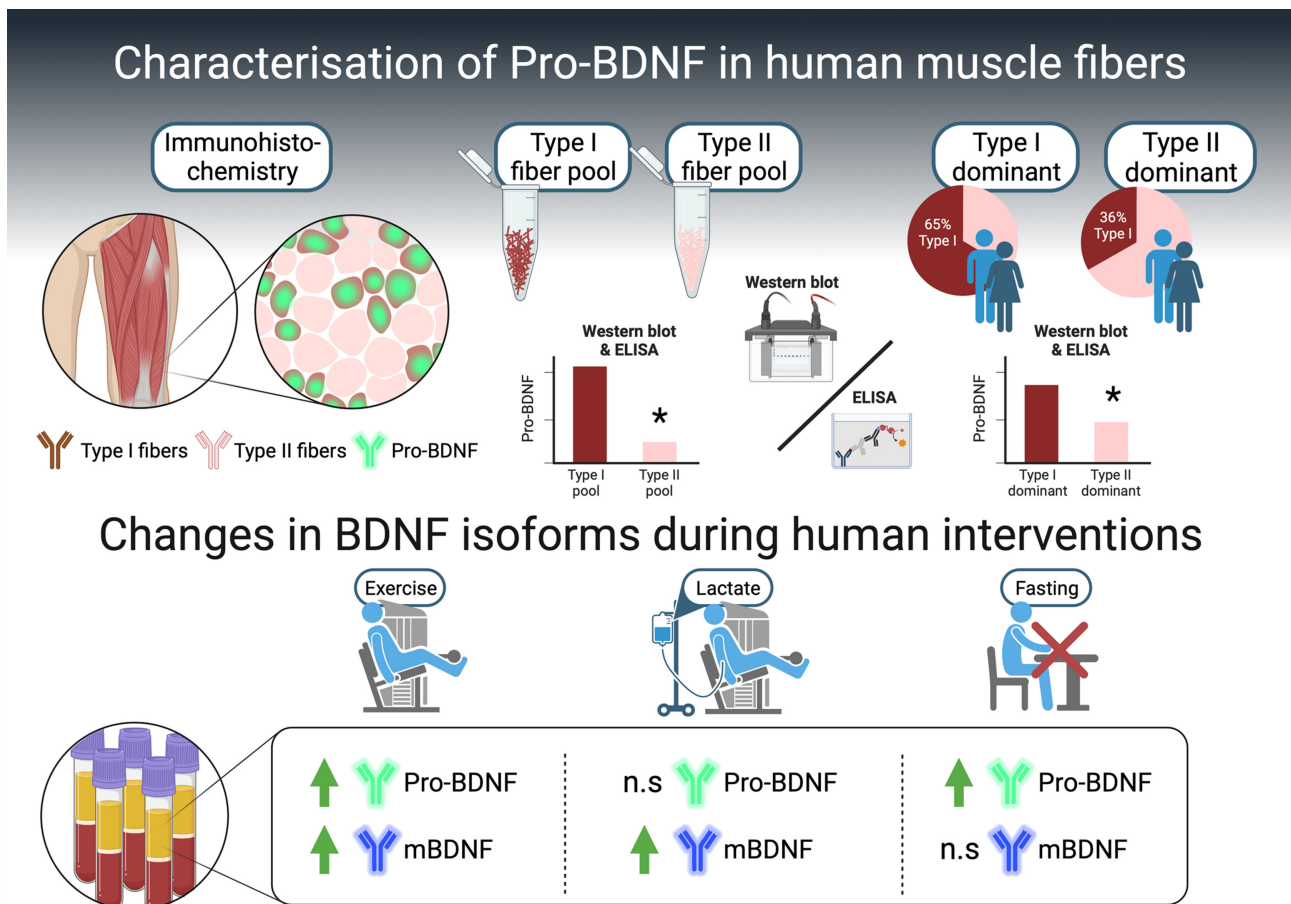 Characterisation of Pro-BDNF in human muscle fibers
Immunohisto-
chemistry
Type I
fiber pool
Type II
fiber pool
Type I
dominant
Type II
dominant
65%
Type I
36%
Type I
Western blot
Western blot
& ELISA
Pro-BDNF
*
Type I
pool
Type II
pool
ELISA
Western blot
& ELISA
Pro-BDNF
*
Type I
dominant
Type II
dominant
Type I fibers
Type II fibers
Pro-BDNF
Changes in BDNF isoforms during human interventions
Exercise
Lactate
Fasting
Pro-BDNF
mBDNF
n.s Pro-BDNF
mBDNF
Pro-BDNF
n.s mBDNF